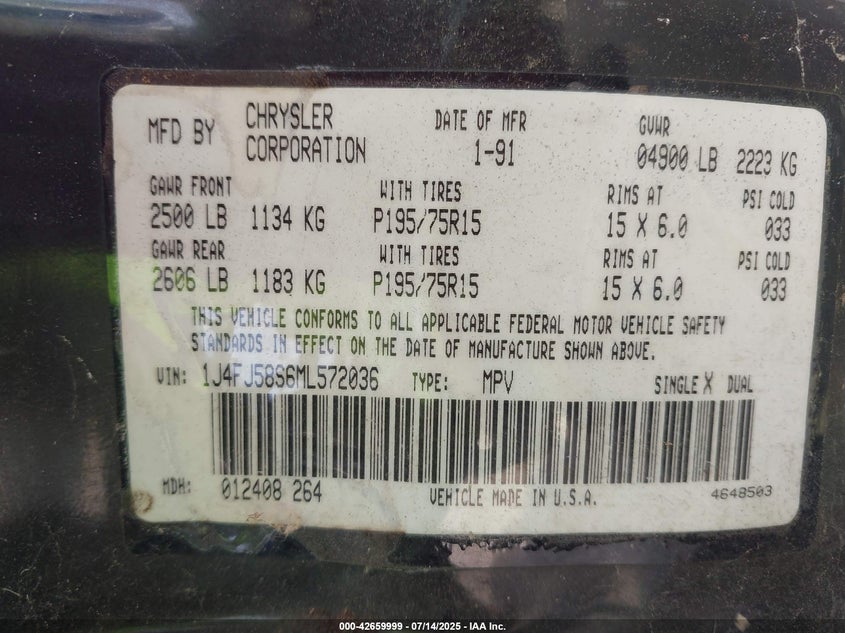 MFD BY CHRYSLER CORPORATION DATE OF MFR 1-91 GVWR 04900 LB 2223 KG
GAWR FRONT WITH TIRES RIMS AT PSI COLD
2500 LB 1134 KG P195/75R15 15 X 6.0 033
GAWR REAR WITH TIRES RIMS AT PSI COLD
2606 LB 1183 KG P195/75R15 15 X 6.0 033
THIS VEHICLE CONFORMS TO ALL APPLICABLE FEDERAL MOTOR VEHICLE SAFETY
STANDARDS IN EFFECT ON THE DATE OF MANUFACTURE SHOWN ABOVE.
VIN: 1J4FJ58S6ML572036 TYPE: MPV SINGLE X DUAL
MDH: 012408 264 VEHICLE MADE IN U.S.A. 4648503
000-42659999 - 07/14/2025 - IAA Inc.